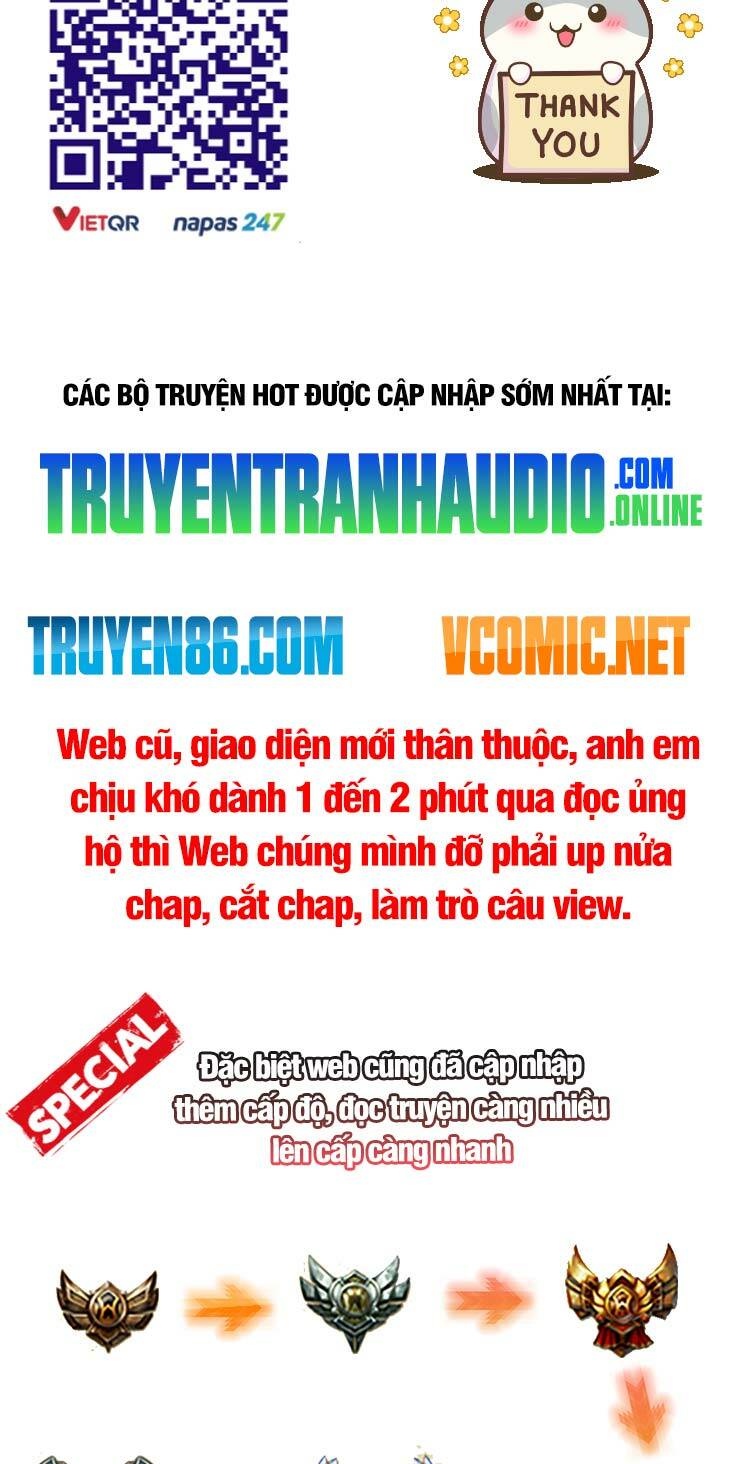 THANK
YOU
VIETQR napas 247
CÁC BỘ TRUYỆN HOT ĐƯỢC CẬP NHẬP SỚM NHẤT TẠI:
TRUYENTRANHAUDIO.COM
.ONLINE
TRUYEN86.COM VCOMIC.NET
Web cũ, giao diện mới thân thuộc, anh em
chịu khó dành 1 đến 2 phút qua đọc ủng
hộ thì Web chúng mình đỡ phải up nửa
chap, cắt chap, làm trò câu view.
SPECIAL
Đặc biệt web cũng đã cập nhập
thêm cấp độ, đọc truyện càng nhiều
lên cấp càng nhanh